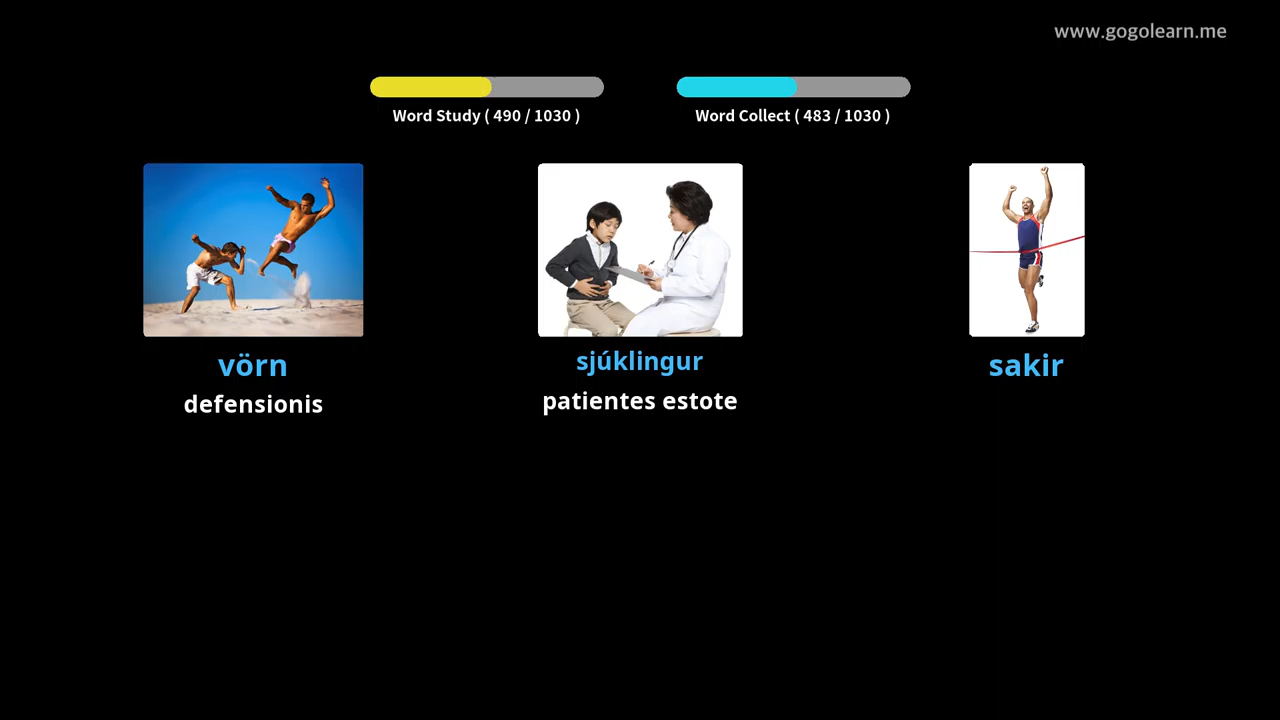 www.gogolearn.me
Word Study ( 490 / 1030 )
Word Collect ( 483 / 1030 )
vörn
defensionis
sjúklingur
patientes estote
sakir